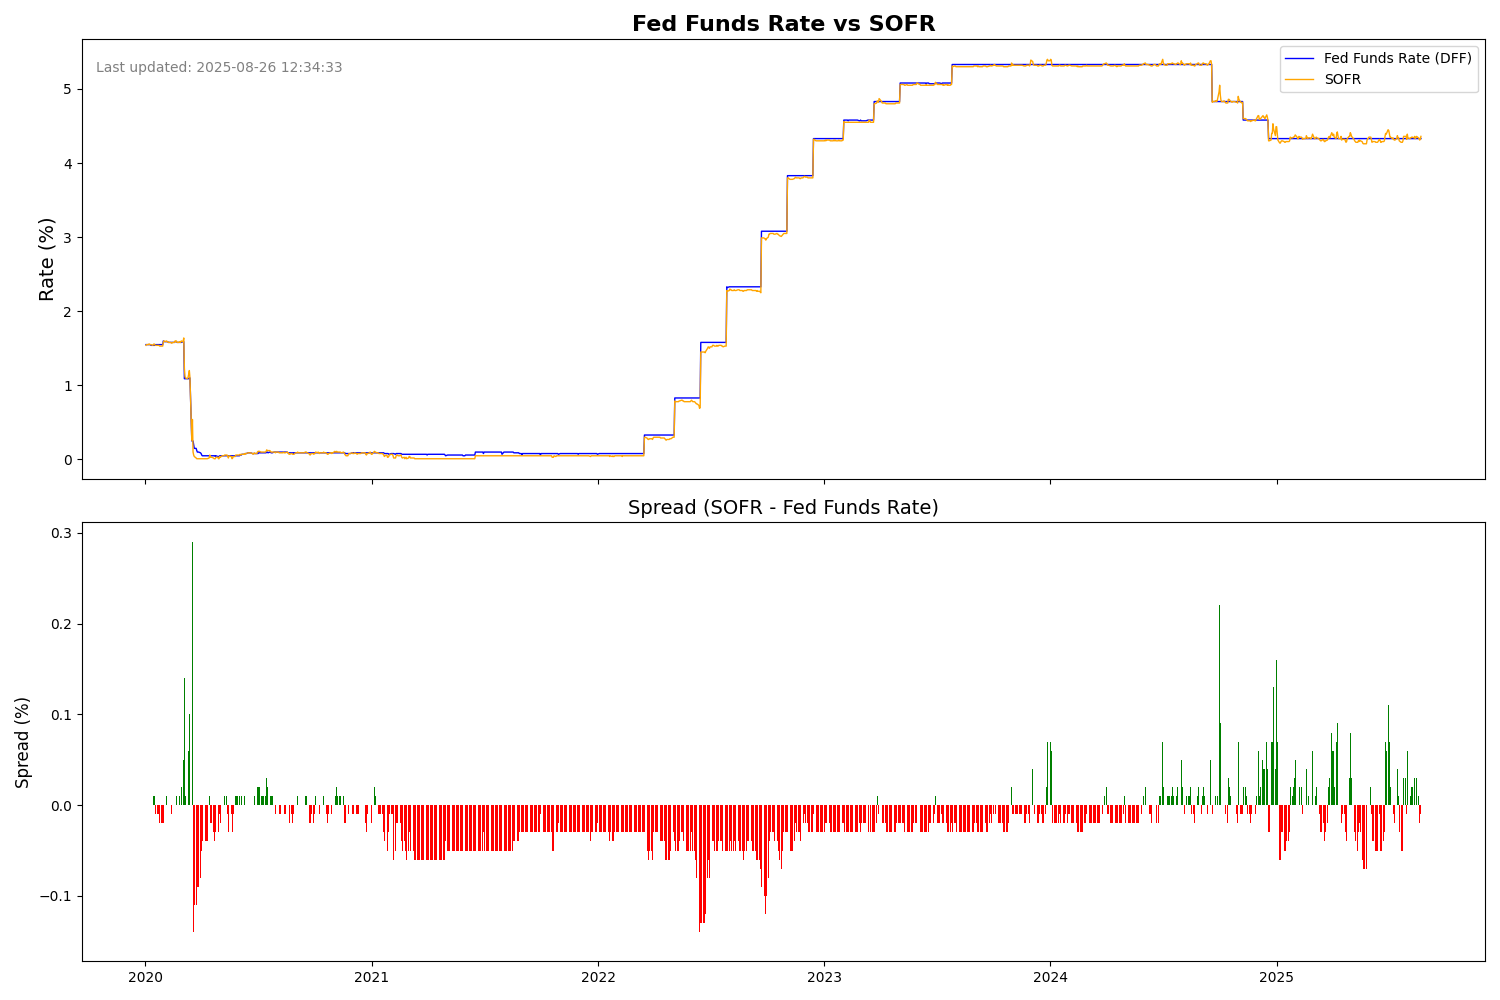 Fed Funds Rate vs SOFR
Last updated: 2025-08-26 12:34:33
Fed Funds Rate (DFF)
SOFR
Rate (%)
5
4
3
2
1
0
Spread (SOFR - Fed Funds Rate)
Spread (%)
0.3
0.2
0.1
0.0
−0.1
2020
2021
2022
2023
2024
2025